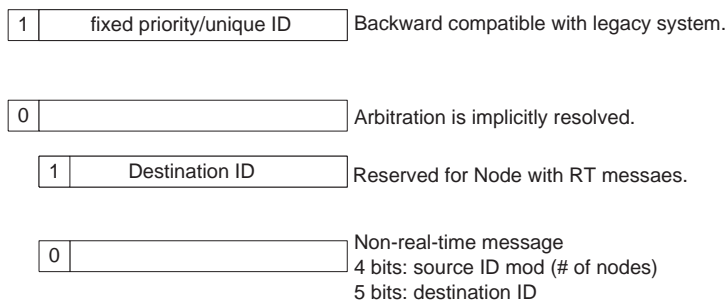 1 fixed priority/unique ID Backward compatible with legacy system.
0 Arbitration is implicitly resolved.
1 Destination ID Reserved for Node with RT messaes.
0 Non-real-time message
4 bits: source ID mod (# of nodes)
5 bits: destination ID